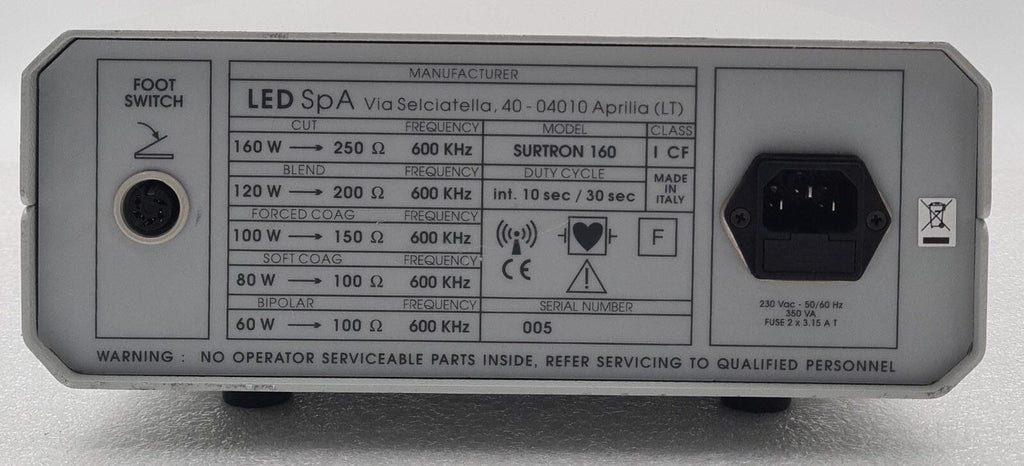 FOOT
SWITCH
MANUFACTURER
LED SpA Via Selciatella, 40 - 04010 Aprilia (LT)
CUT FREQUENCY
160 W → 250 Ω 600 KHz
BLEND FREQUENCY
120 W → 200 Ω 600 KHz
FORCED COAG FREQUENCY
100 W → 150 Ω 600 KHz
SOFT COAG FREQUENCY
80 W → 100 Ω 600 KHz
BIPOLAR FREQUENCY
60 W → 100 Ω 600 KHz
MODEL
SURTRON 160
CLASS
I CF
DUTY CYCLE
int. 10 sec / 30 sec
MADE
IN
ITALY
F
CE
SERIAL NUMBER
005
230 Vac - 50/60 Hz
350 VA
FUSE 2 x 3.15 A T
WARNING : NO OPERATOR SERVICEABLE PARTS INSIDE, REFER SERVICING TO QUALIFIED PERSONNEL